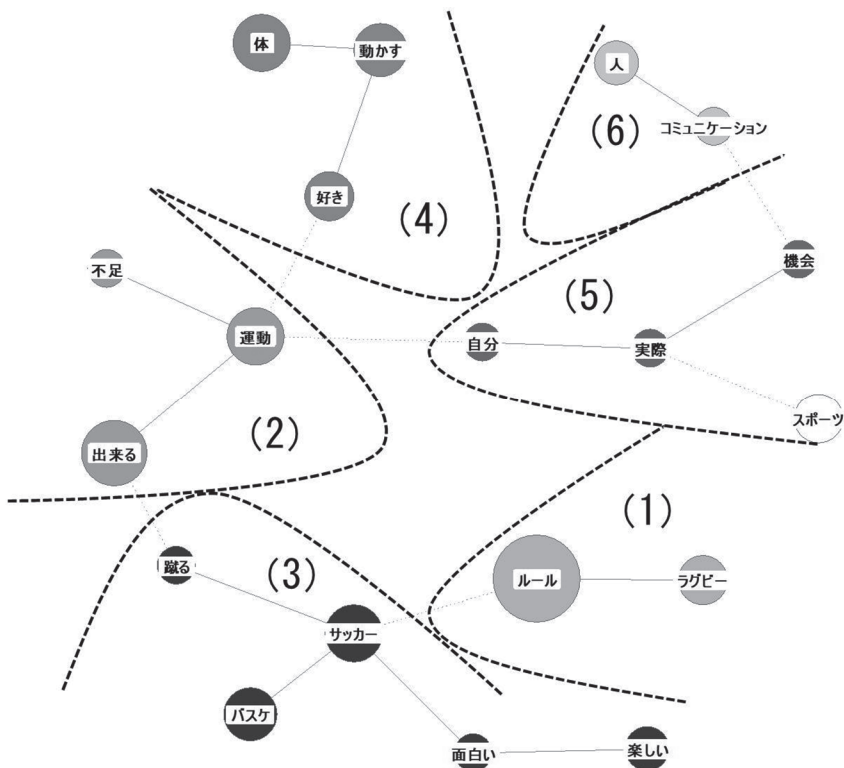 体
動かす
人
コミュニケーション
(6)
好き
(4)
不足
機会
(5)
運動
自分
実際
スポーツ
(2)
出来る
(1)
蹴る
(3)
ルール
ラグビー
サッカー
バスケ
面白い
楽しい